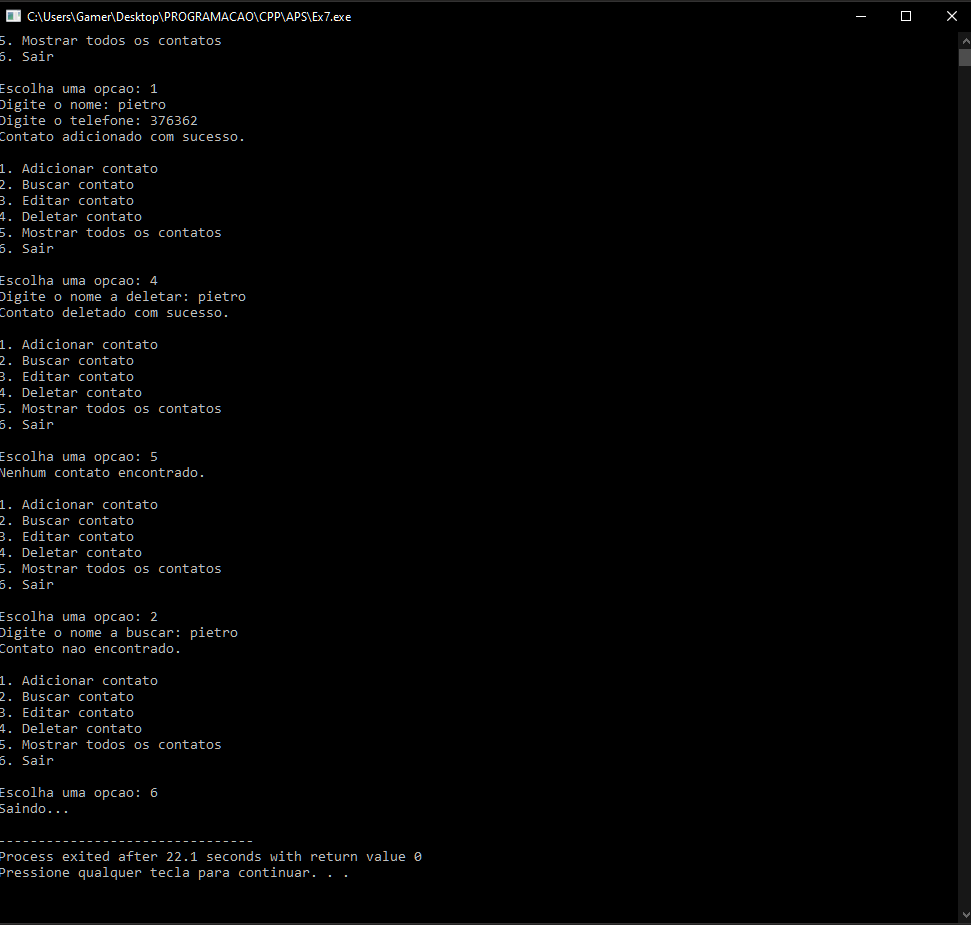 C:\Users\Gamer\Desktop\PROGRAMACAO\CPP\APS\Ex7.exe
5. Mostrar todos os contatos
6. Sair
Escolha uma opcao: 1
Digite o nome: pietro
Digite o telefone: 376362
Contato adicionado com sucesso.
1. Adicionar contato
2. Buscar contato
3. Editar contato
4. Deletar contato
5. Mostrar todos os contatos
6. Sair
Escolha uma opcao: 4
Digite o nome a deletar: pietro
Contato deletado com sucesso.
1. Adicionar contato
2. Buscar contato
3. Editar contato
4. Deletar contato
5. Mostrar todos os contatos
6. Sair
Escolha uma opcao: 5
Nenhum contato encontrado.
1. Adicionar contato
2. Buscar contato
3. Editar contato
4. Deletar contato
5. Mostrar todos os contatos
6. Sair
Escolha uma opcao: 2
Digite o nome a buscar: pietro
Contato nao encontrado.
1. Adicionar contato
2. Buscar contato
3. Editar contato
4. Deletar contato
5. Mostrar todos os contatos
6. Sair
Escolha uma opcao: 6
Saindo...
--------------------------------
Process exited after 22.1 seconds with return value 0
Pressione qualquer tecla para continuar. . .